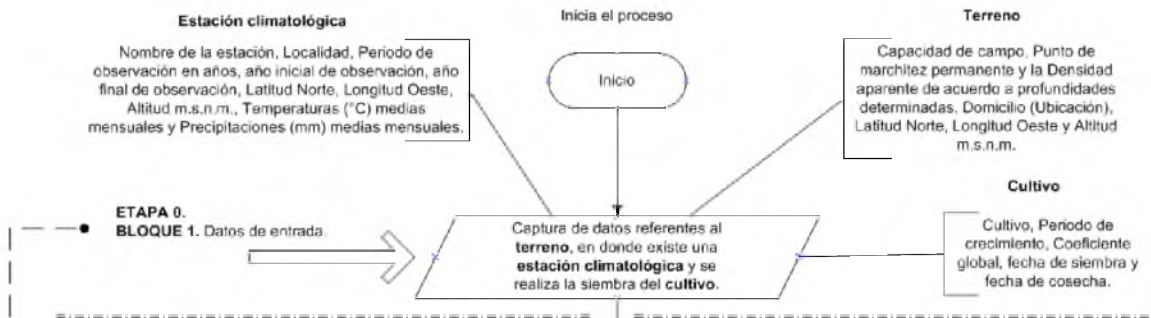 Estación climatológica
Nombre de la estación, Localidad, Periodo de
observación en años, año inicial de observación, año
final de observación, Latitud Norte, Longitud Oeste,
Altitud m.s.n.m., Temperaturas (°C) medias
mensuales y Precipitaciones (mm) medias mensuales.
Inicia el proceso
Inicio
Terreno
Capacidad de campo, Punto de
marchitez permanente y la Densidad
aparente de acuerdo a profundidades
determinadas, Domicilio (Ubicación),
Latitud Norte, Longitud Oeste y Altitud
m.s.n.m.
ETAPA 0.
BLOQUE 1. Datos de entrada.
Captura de datos referentes al
terreno, en donde existe una
estación climatológica y se
realiza la siembra del cultivo.
Cultivo
Cultivo, Periodo de
crecimiento, Coeficiente
global, fecha de siembra y
fecha de cosecha.